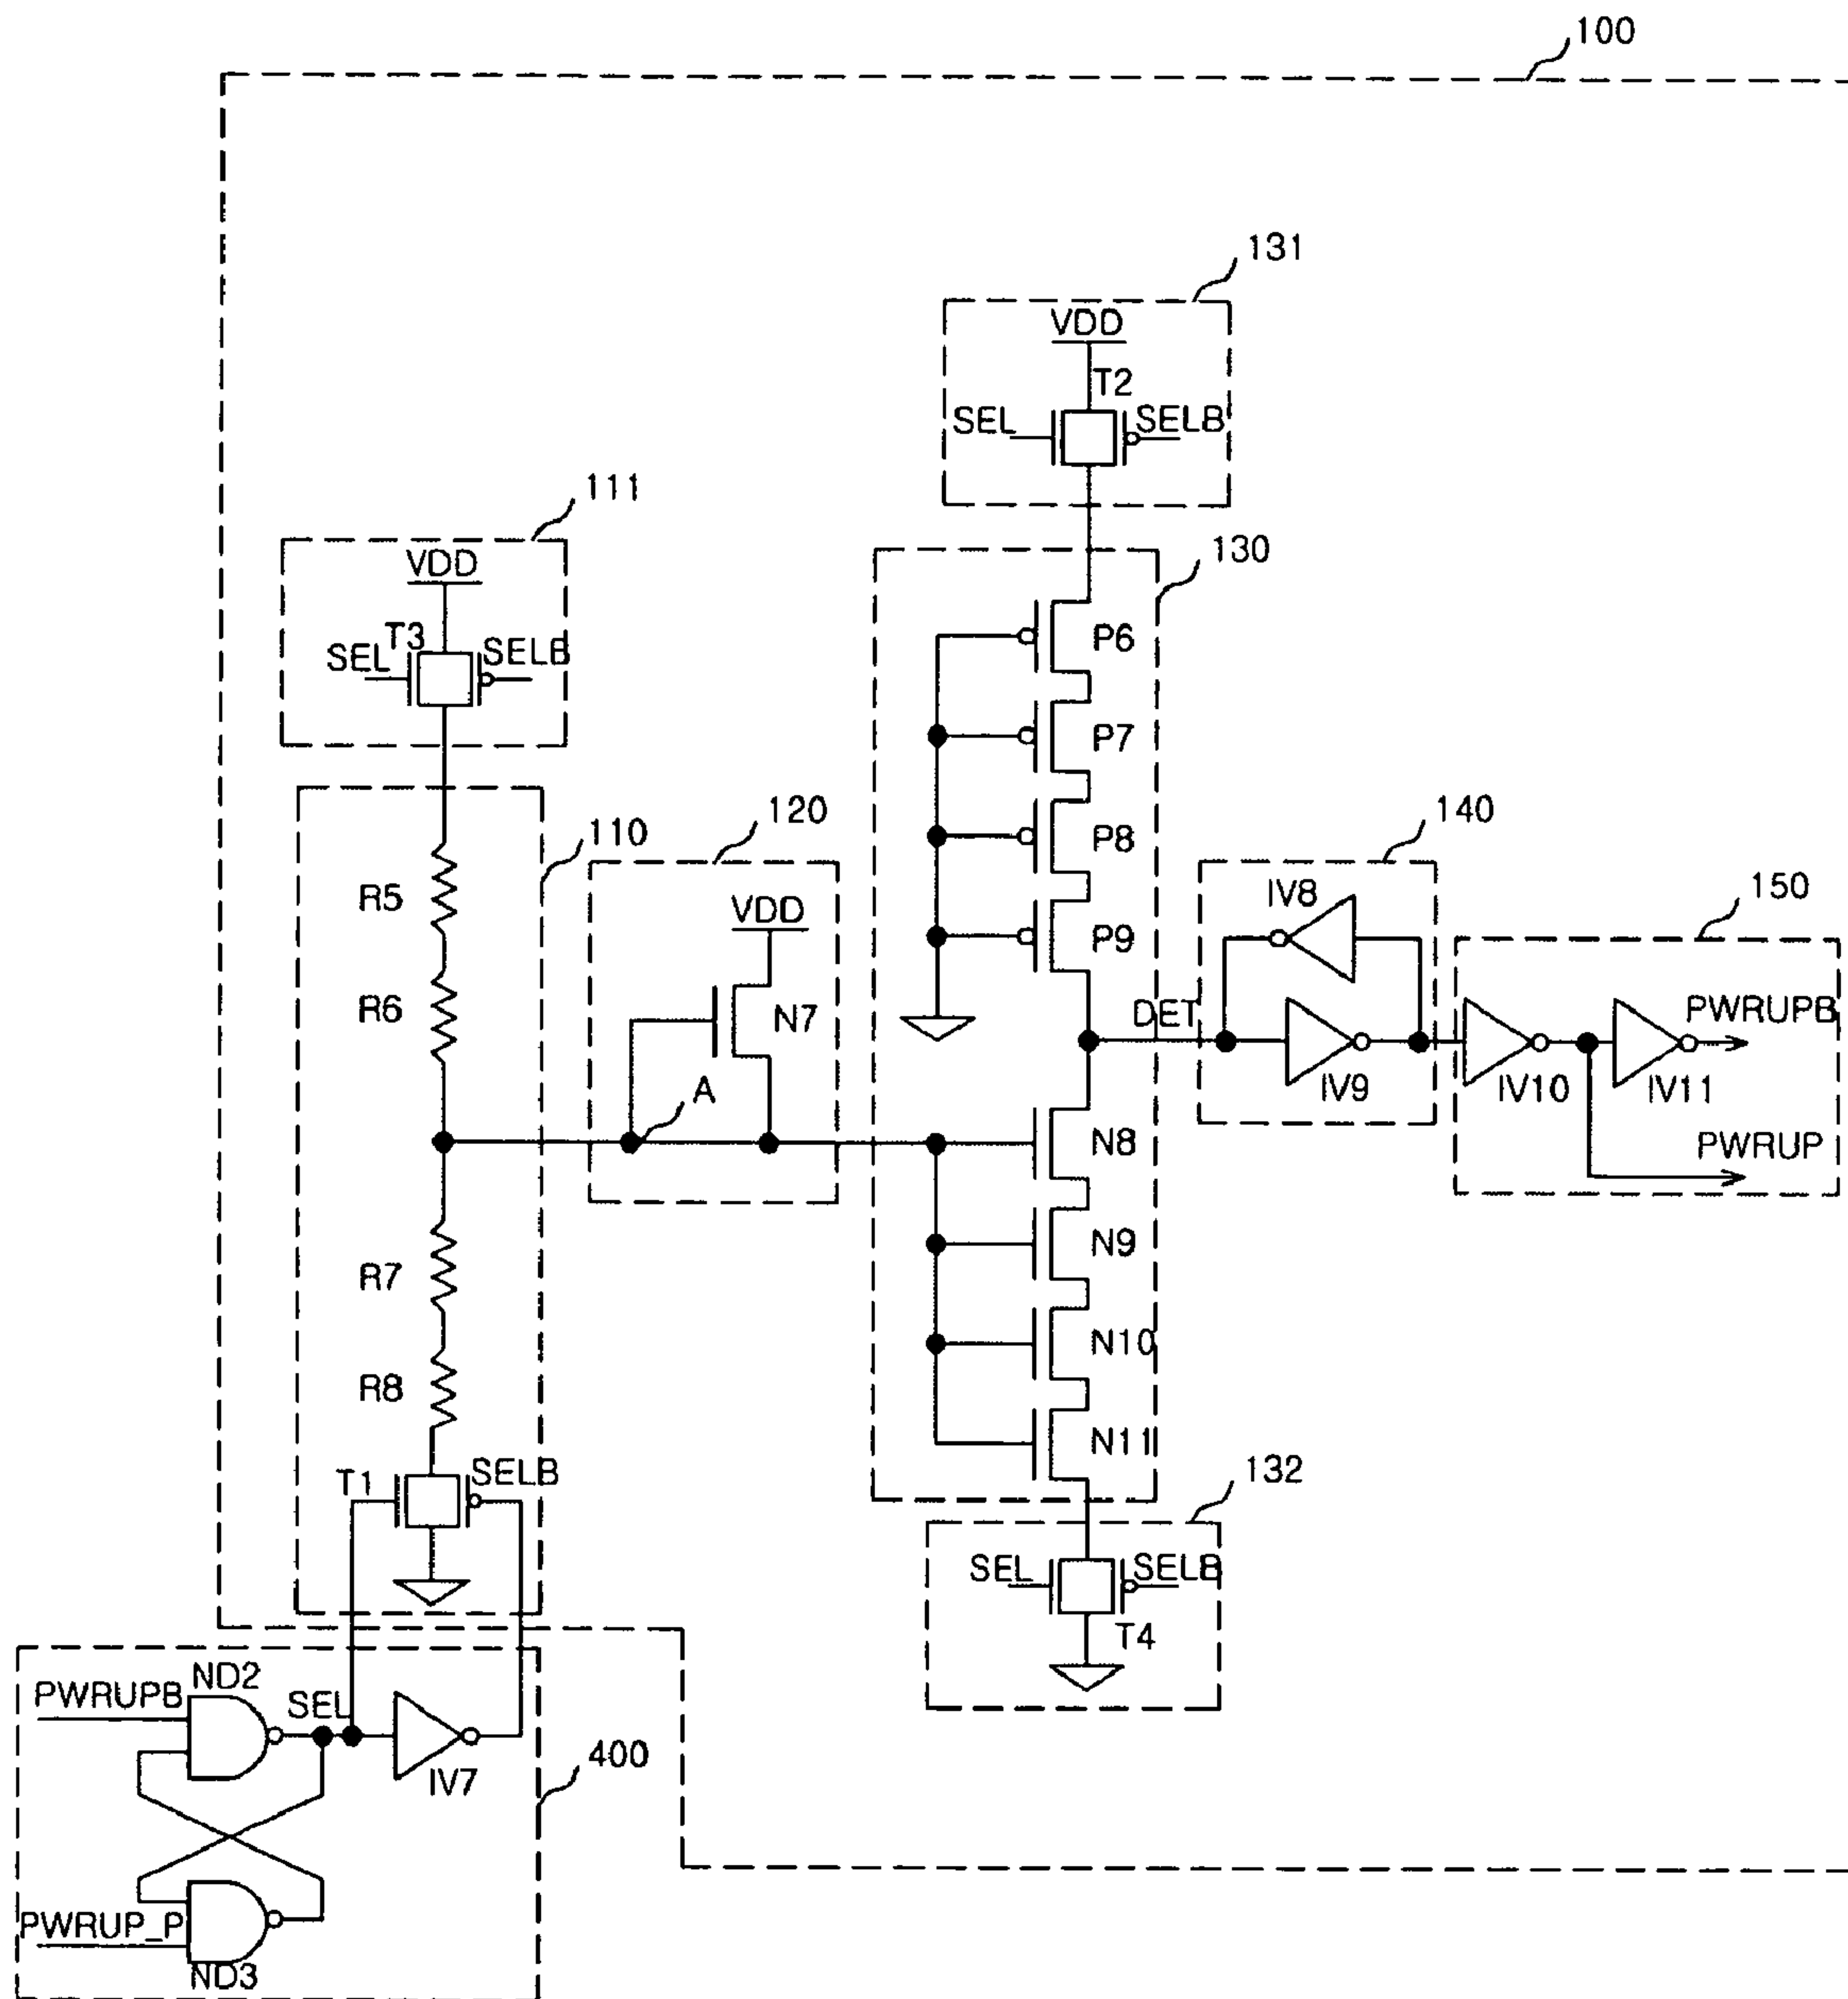 100
131
VDD
T2
SEL
SELB
111
VDD
T3
SEL
SELB
130
P6
P7
P8
P9
110
120
R5
R6
VDD
N7
A
140
IV8
150
DET
IV9
IV10
IV11
PWRUPB
PWRUP
N8
N9
N10
N11
R7
R8
T1
SELB
132
SEL
SELB
T4
ND2
PWRUPB
SEL
IV7
400
PWRUP_P
ND3